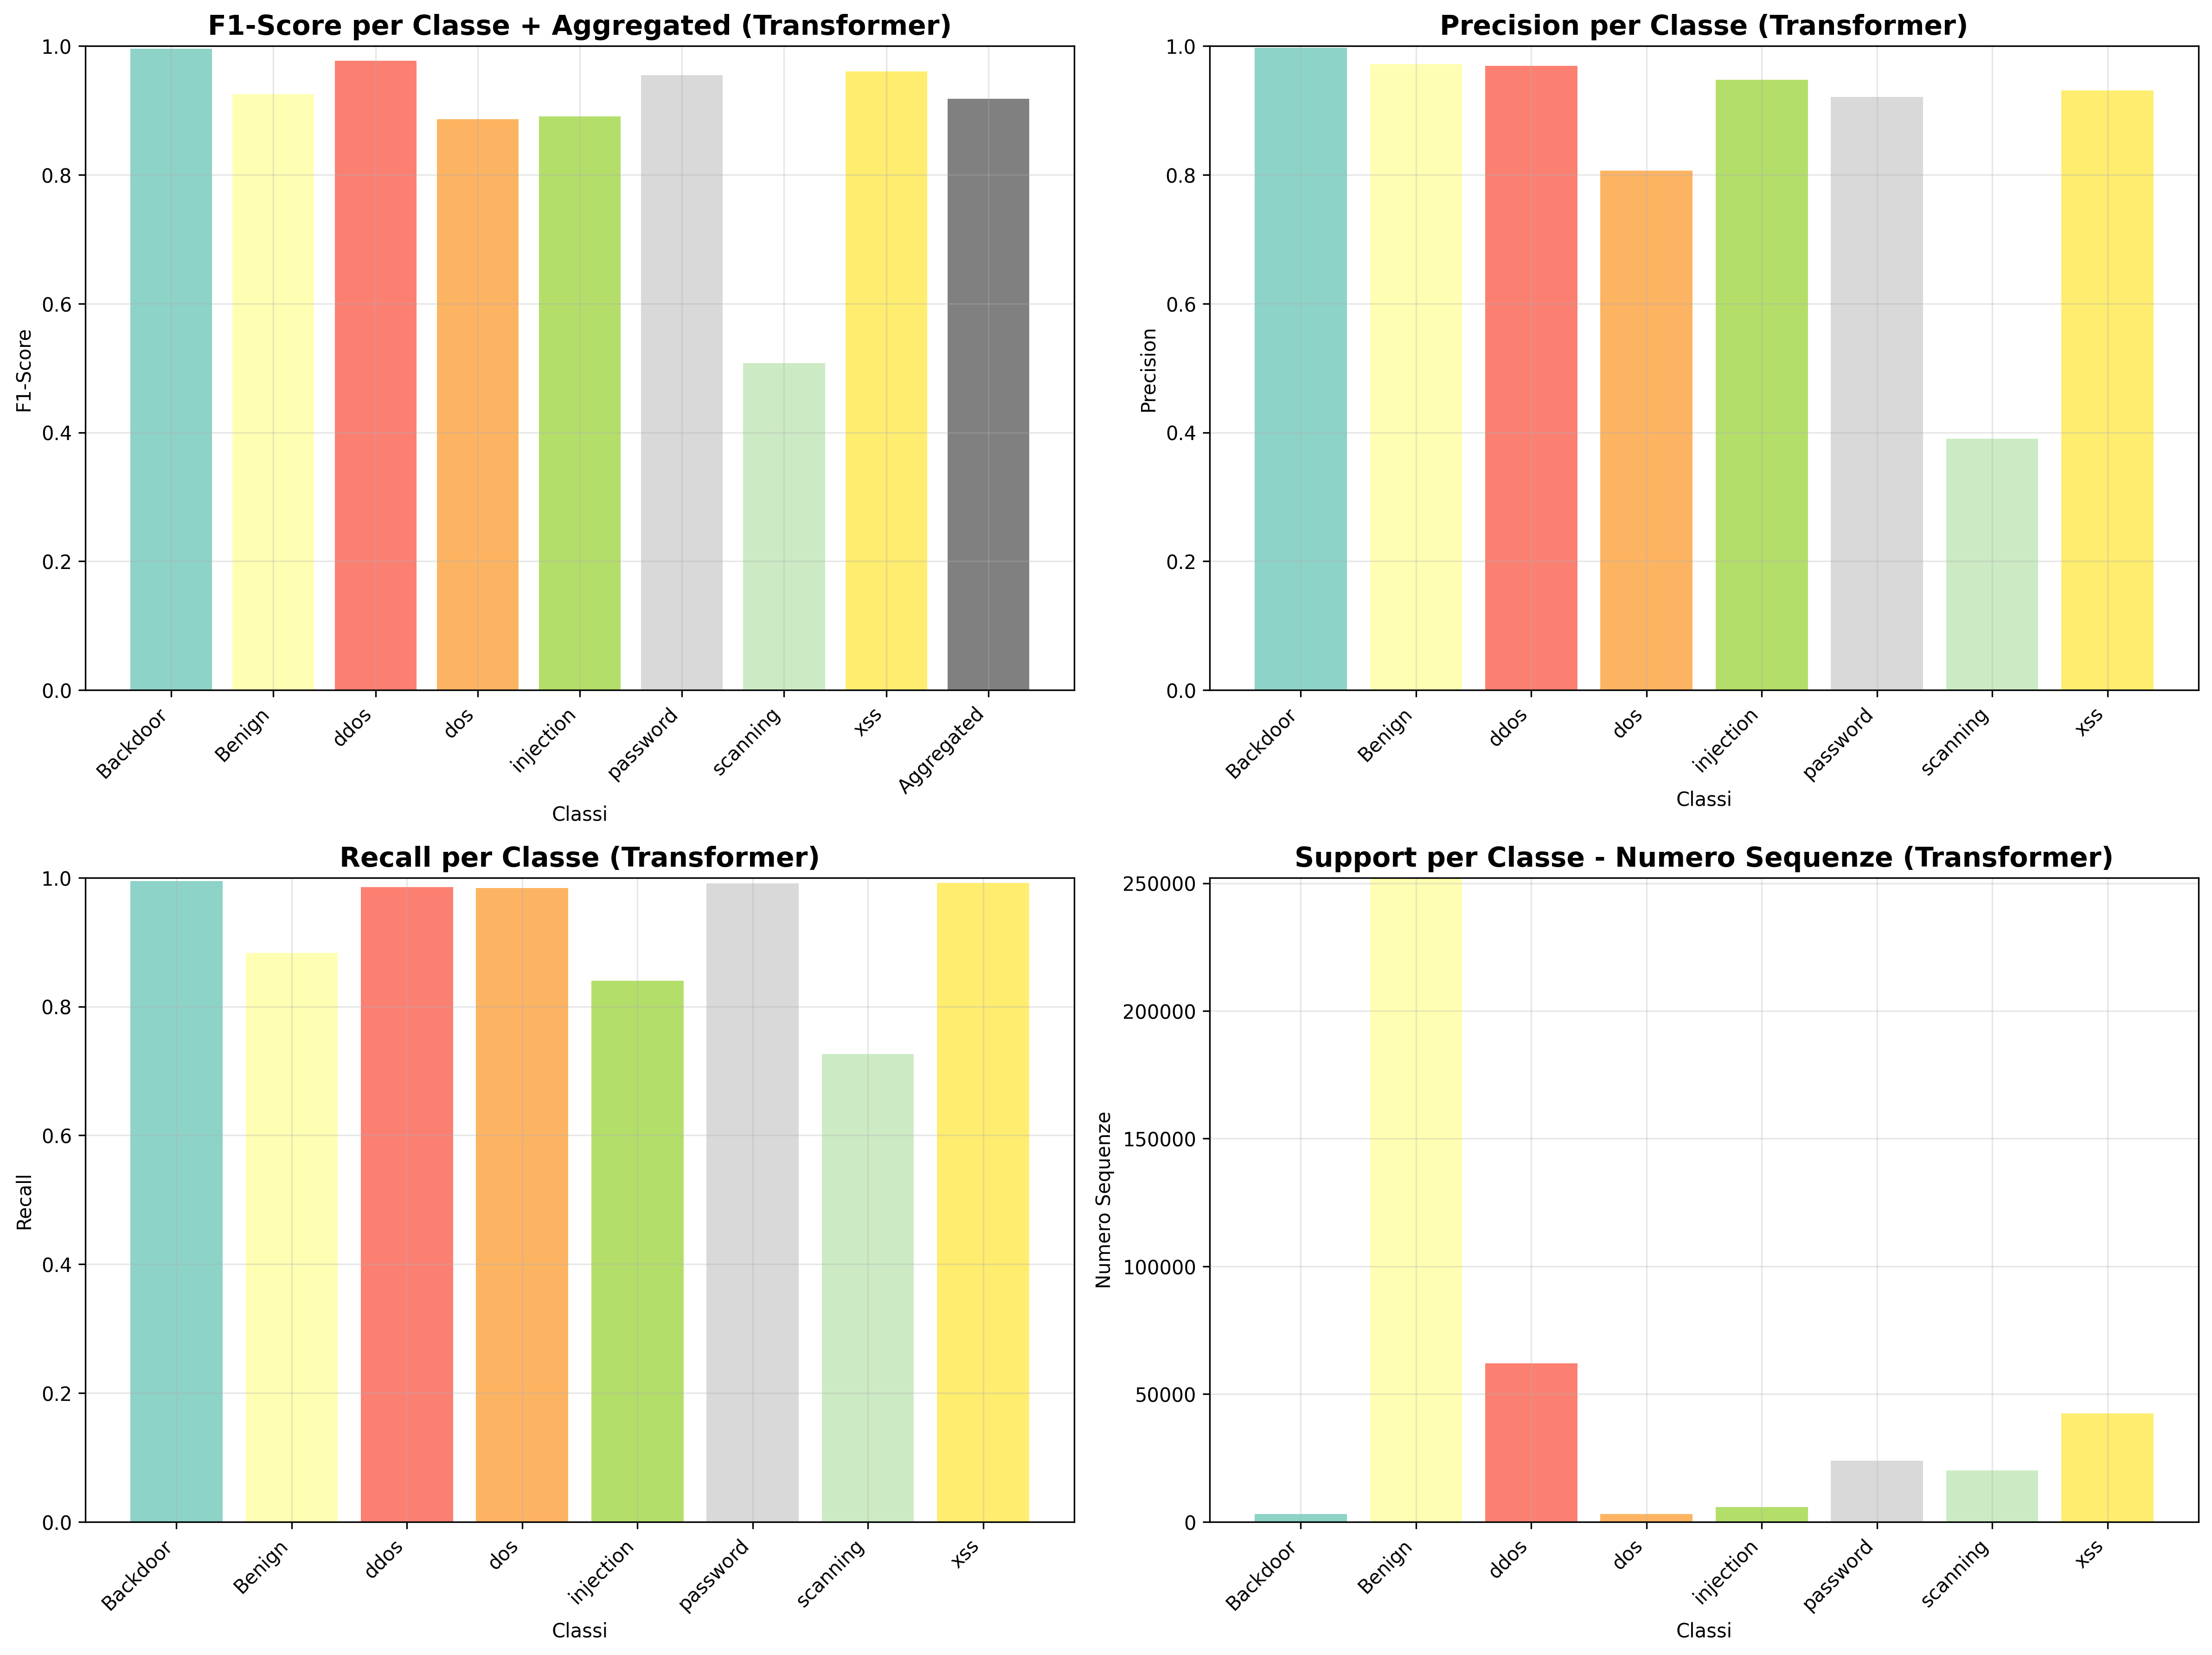 F1-Score per Classe + Aggregated (Transformer)
1.0
0.8
0.6
0.4
0.2
0.0
F1-Score
Backdoor
Benign
ddos
dos
injection
password
scanning
xss
Aggregated
Classi
Precision per Classe (Transformer)
1.0
0.8
0.6
0.4
0.2
0.0
Precision
Backdoor
Benign
ddos
dos
injection
password
scanning
xss
Classi
Recall per Classe (Transformer)
1.0
0.8
0.6
0.4
0.2
0.0
Recall
Backdoor
Benign
ddos
dos
injection
password
scanning
xss
Classi
Support per Classe - Numero Sequenze (Transformer)
250000
200000
150000
100000
50000
0
Numero Sequenze
Backdoor
Benign
ddos
dos
injection
password
scanning
xss
Classi